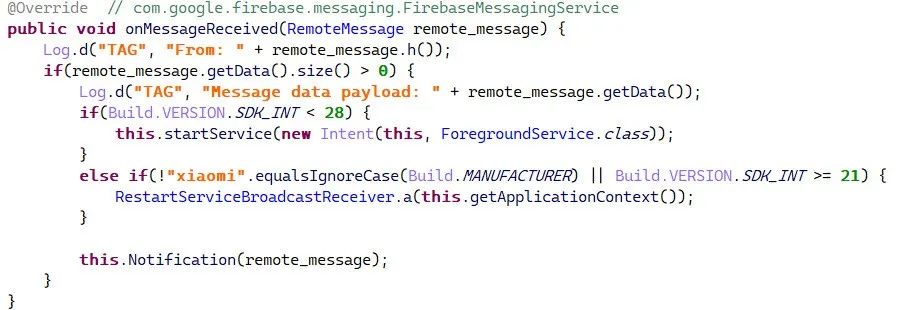 @Override  // com.google.firebase.messaging.FirebaseMessagingService
public void onMessageReceived(RemoteMessage remote_message) {
    Log.d("TAG", "From: " + remote_message.h());
    if(remote_message.getData().size() > 0) {
        Log.d("TAG", "Message data payload: " + remote_message.getData());
        if(Build.VERSION.SDK_INT < 28) {
            this.startService(new Intent(this, ForegroundService.class));
        }
        else if(!"xiaomi".equalsIgnoreCase(Build.MANUFACTURER) || Build.VERSION.SDK_INT >= 21) {
            RestartServiceBroadcastReceiver.a(this.getApplicationContext());
        }

        this.Notification(remote_message);
    }
}